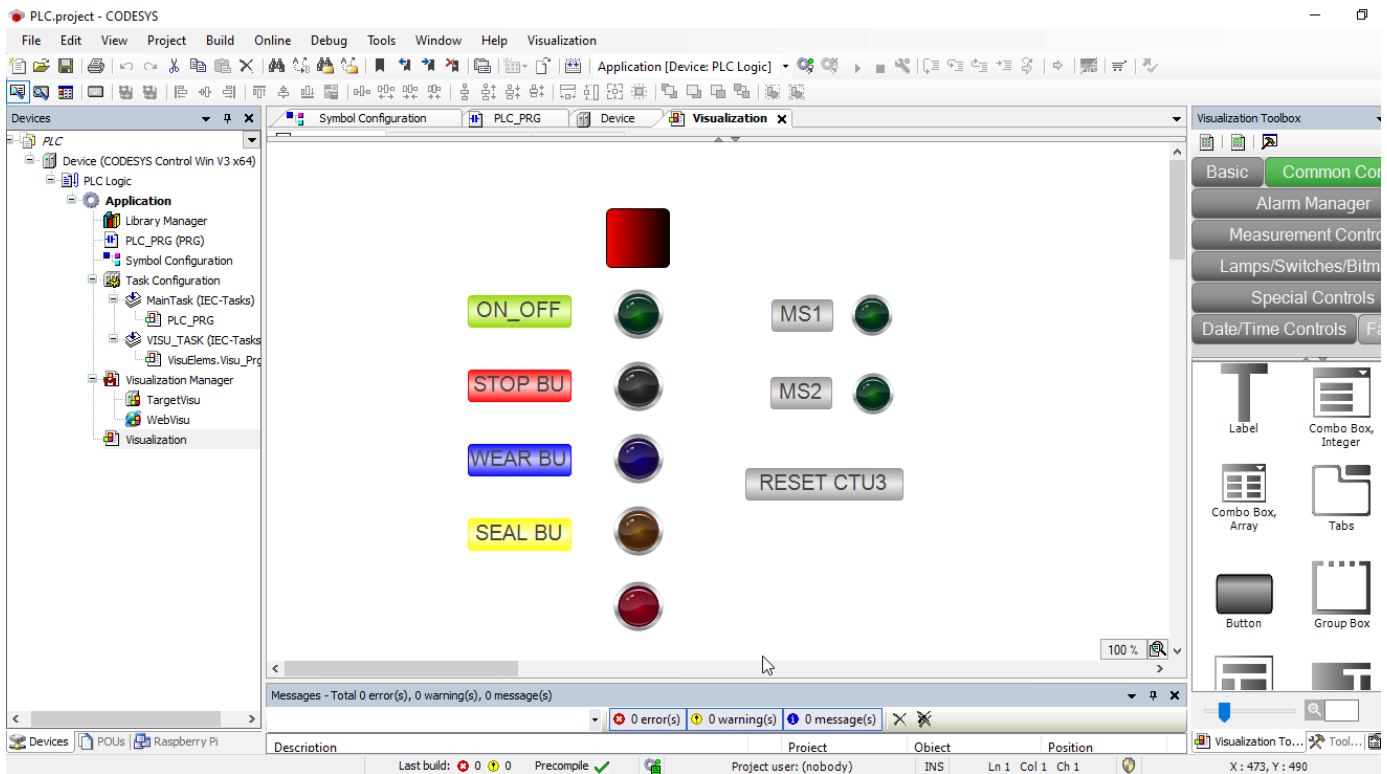 PLC.project - CODESYS
File Edit View Project Build Online Debug Tools Window Help Visualization
Application [Device: PLC Logic]
Devices
Symbol Configuration
PLC_PRG
Device
Visualization
Visualization Toolbox
PLC
Device (CODESYS Control Win V3 x64)
PLC Logic
Application
Library Manager
PLC_PRG (PRG)
Symbol Configuration
Task Configuration
MainTask (IEC-Tasks)
PLC_PRG
VISU_TASK (IEC-Tasks
VisuElems.Visu_Prg
Visualization Manager
TargetVisu
WebVisu
Visualization
ON_OFF
STOP BU
WEAR BU
SEAL BU
MS1
MS2
RESET CTU3
100 %
Basic
Common Con
Alarm Manager
Measurement Contro
Lamps/Switches/Bitm
Special Controls
Date/Time Controls
Fa
Label
Combo Box,
Integer
Combo Box,
Array
Tabs
Button
Group Box
Messages - Total 0 error(s), 0 warning(s), 0 message(s)
0 error(s)
0 warning(s)
0 message(s)
Description
Project
Object
Position
Devices
POUs
Raspberry Pi
Visualization To...
Tool...
Last build: 0 0
Precompile
Project user: (nobody)
INS
Ln 1 Col 1 Ch 1
X : 473, Y : 490